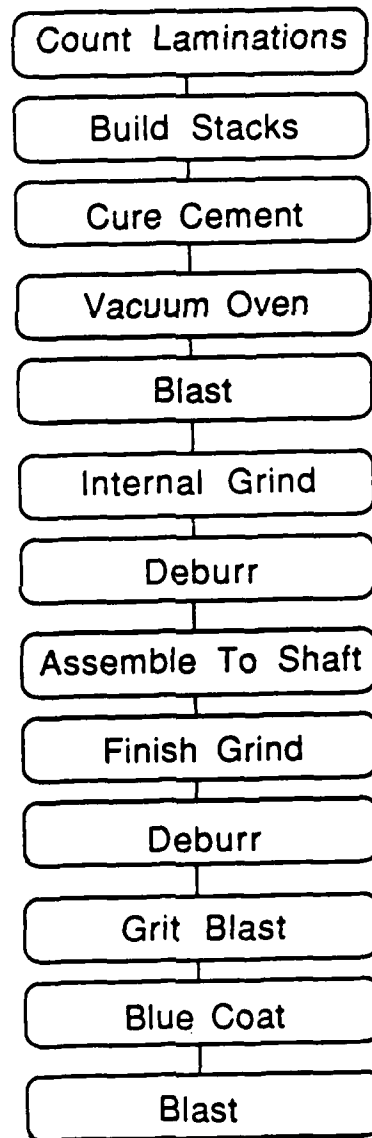 Count Laminations
Build Stacks
Cure Cement
Vacuum Oven
Blast
Internal Grind
Deburr
Assemble To Shaft
Finish Grind
Deburr
Grit Blast
Blue Coat
Blast